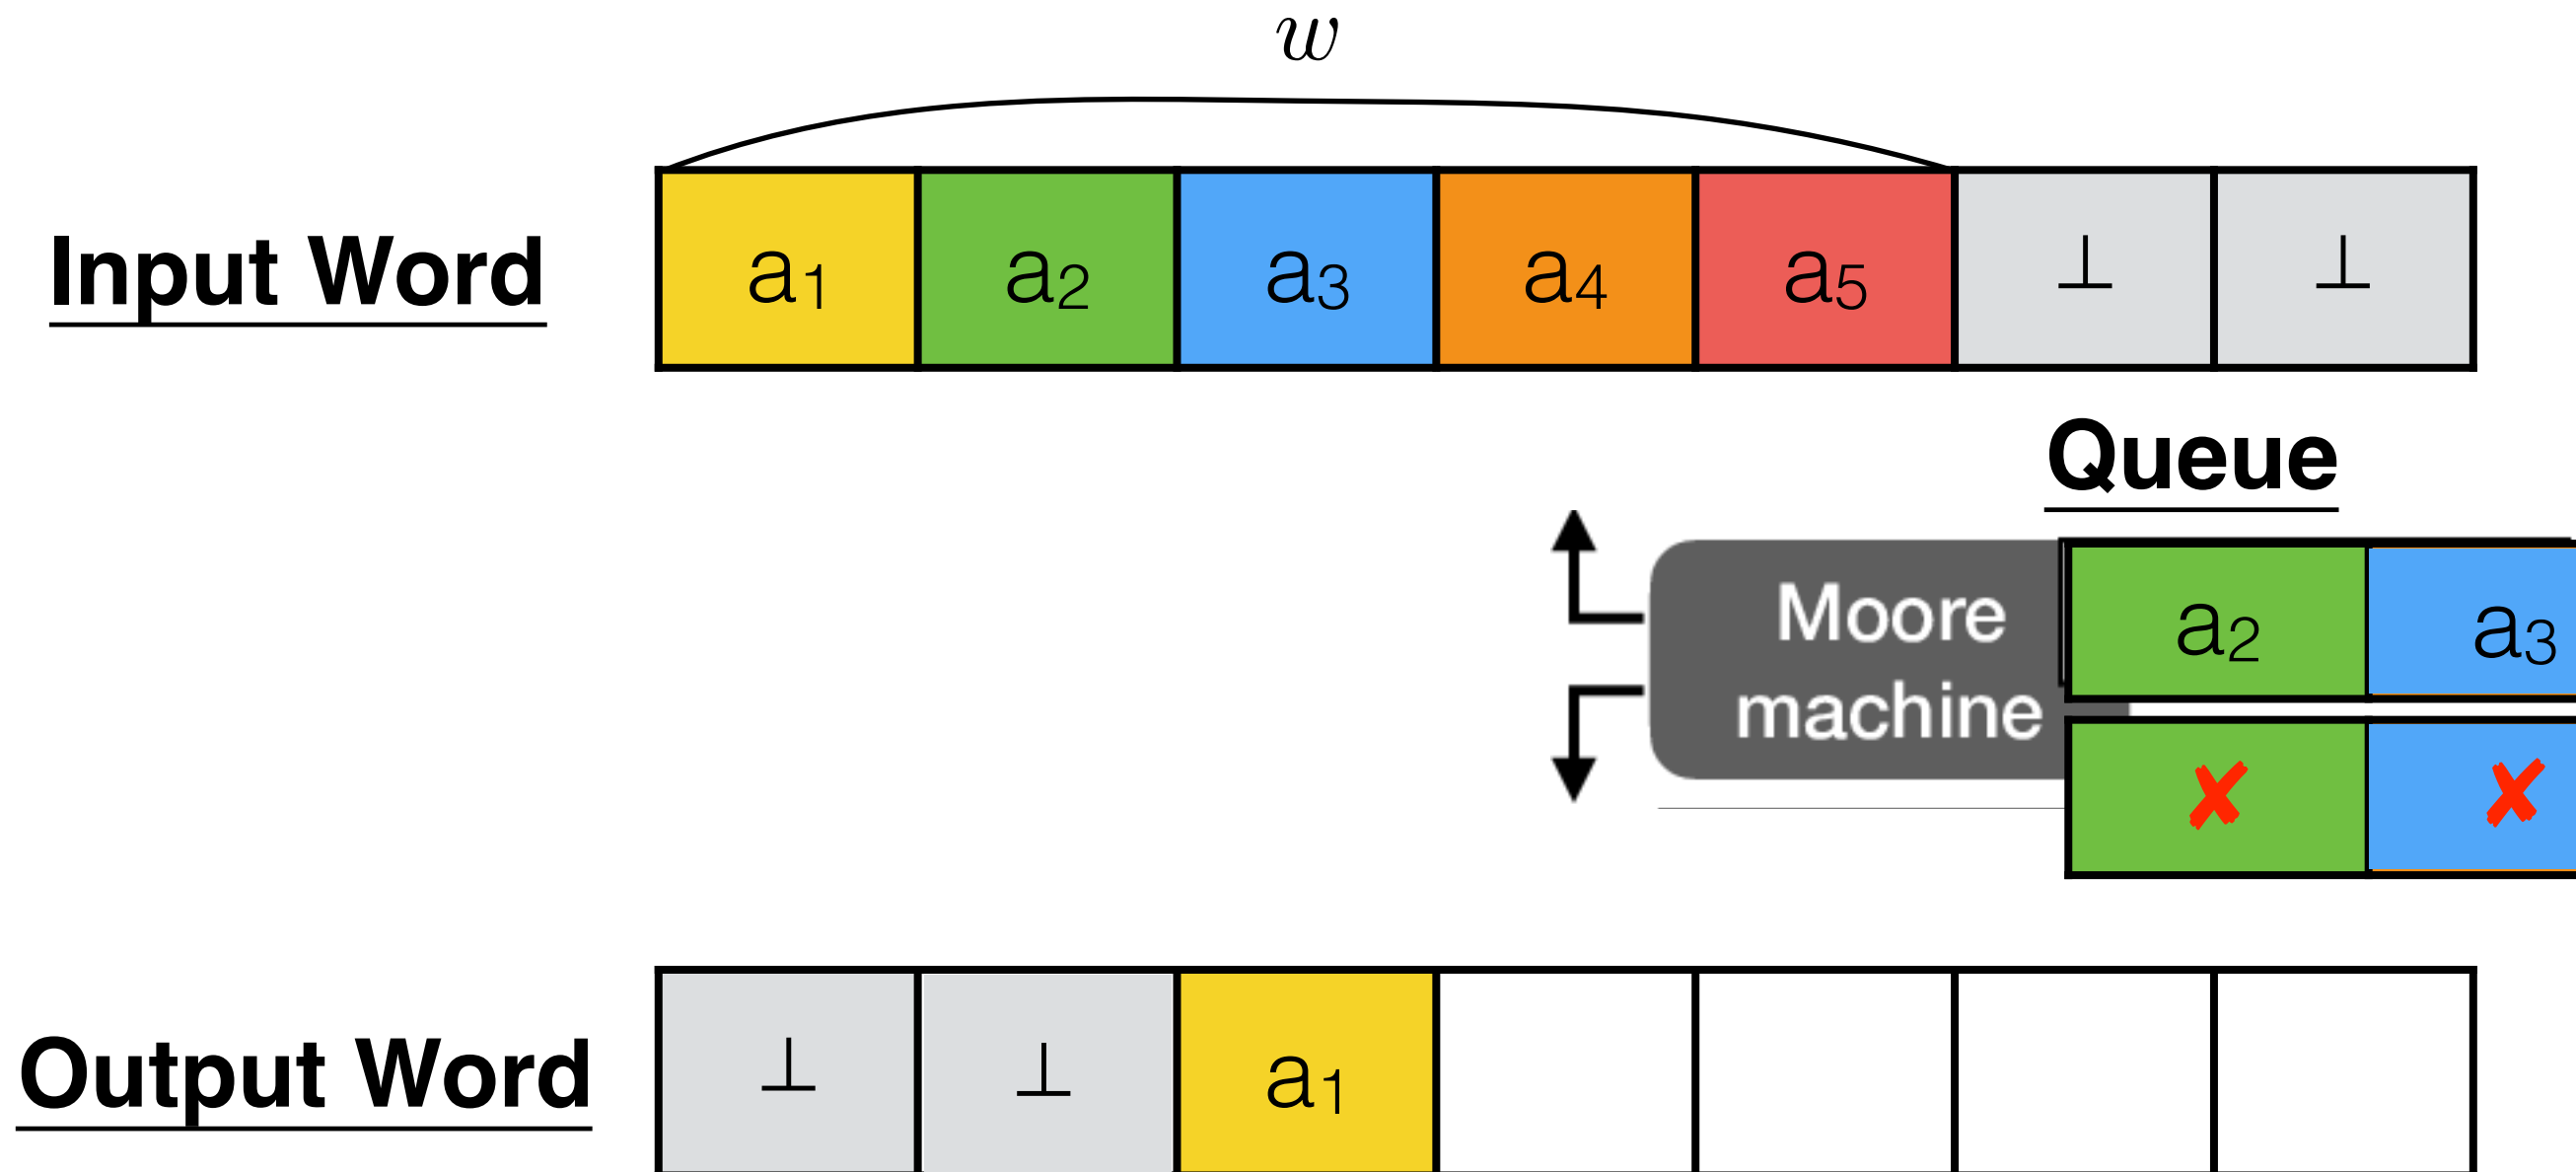 w
Input Word a₁ a₂ a₃ a₄ a₅ ⊥ ⊥
Queue
Moore
machine
a₂ a₃
✘ ✘
Output Word ⊥ ⊥ a₁